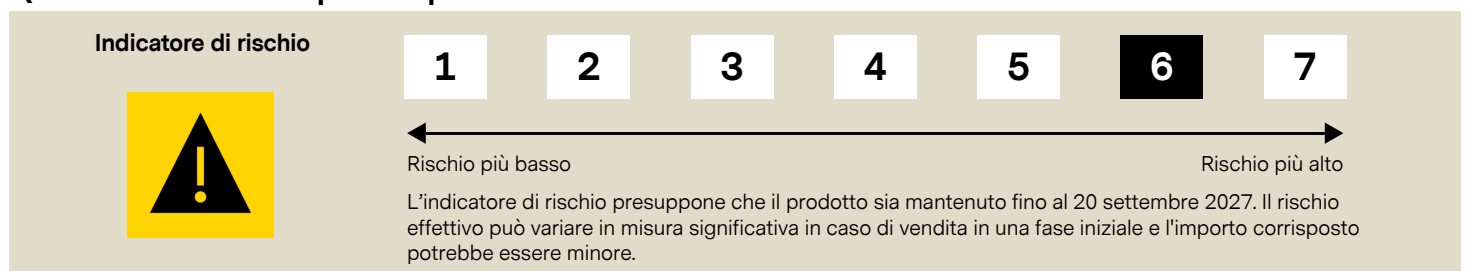 Indicatore di rischio
1 2 3 4 5 6 7
Rischio più basso Rischio più alto
L'indicatore di rischio presuppone che il prodotto sia mantenuto fino al 20 settembre 2027. Il rischio
effettivo può variare in misura significativa in caso di vendita in una fase iniziale e l'importo corrisposto
potrebbe essere minore.